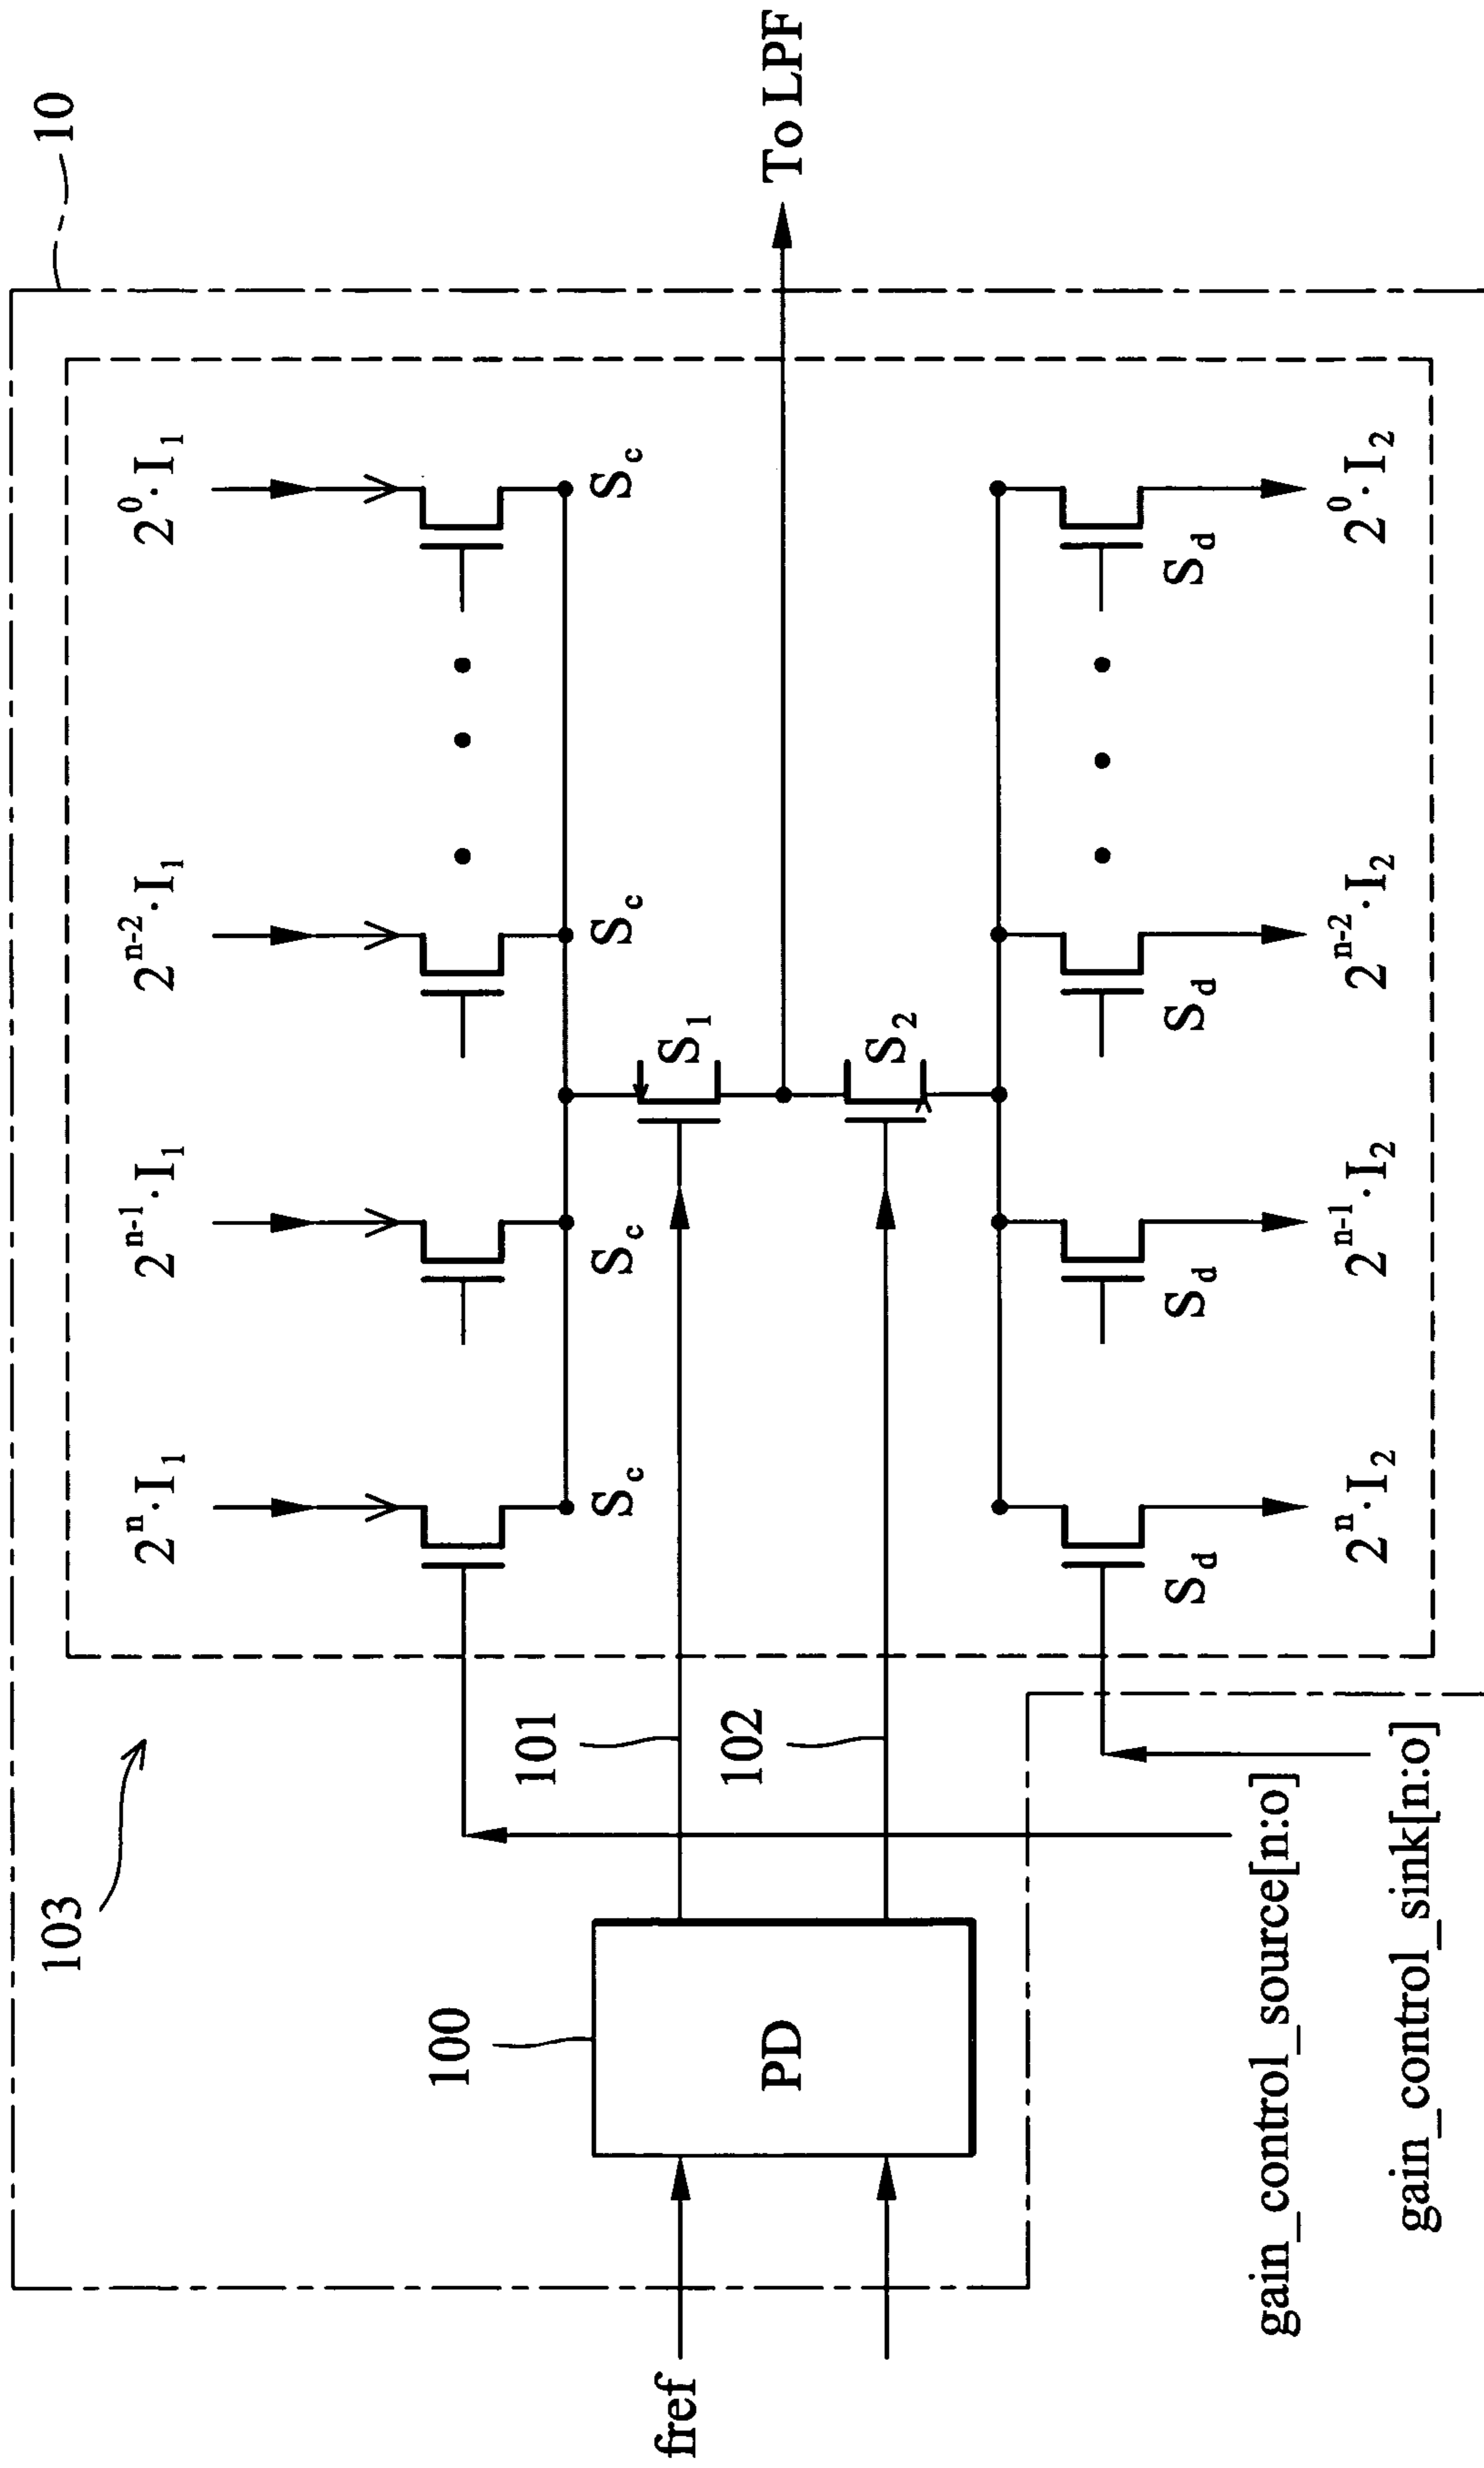 10
103
2^n·I_1
2^{n-1}·I_1
2^{n-2}·I_1
2^0·I_1
S_c
S_c
S_c
S_c
101
S_1
To LPF
100
PD
fref
102
S_2
S_d
S_d
S_d
S_d
2^n·I_2
2^{n-1}·I_2
2^{n-2}·I_2
2^0·I_2
gain_control_source[n:o]
gain_control_sink[n:o]